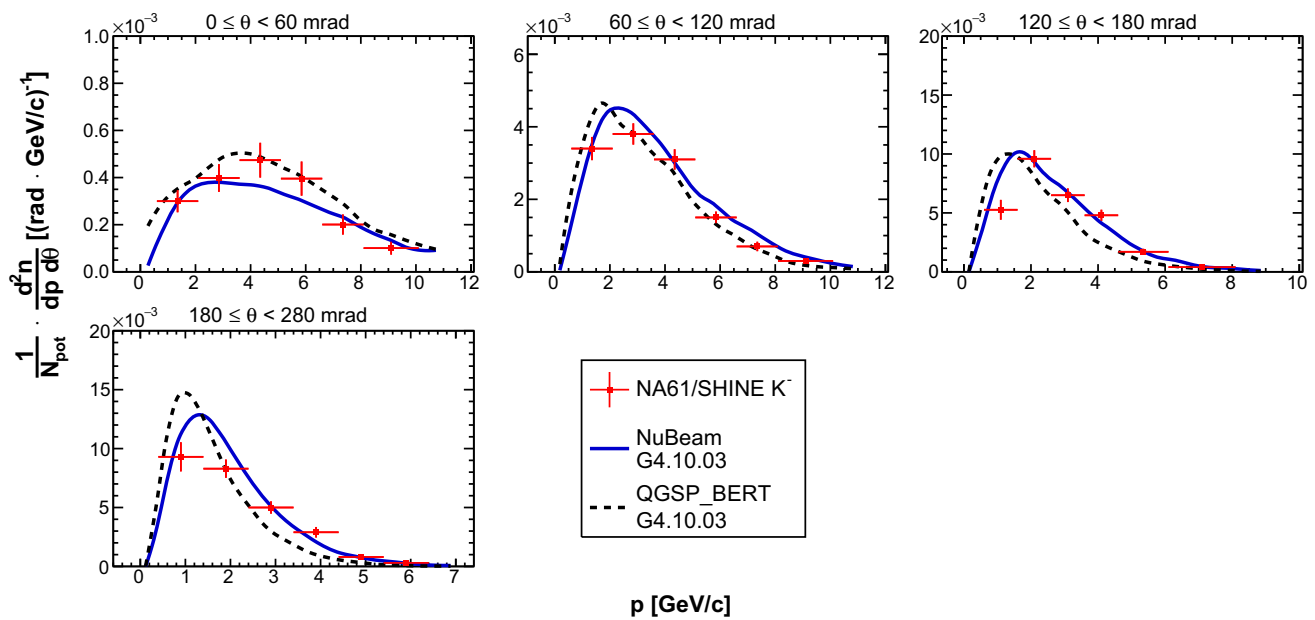 ×10⁻³ 0 ≤ θ < 60 mrad
1.0
0.8
0.6
0.4
0.2
0.0
0 2 4 6 8 10 12
×10⁻³ 60 ≤ θ < 120 mrad
6
4
2
0
0 2 4 6 8 10 12
×10⁻³ 120 ≤ θ < 180 mrad
20
15
10
5
0
0 2 4 6 8 10
1/N_pot · d²n/dp dθ [(rad · GeV/c)⁻¹]
×10⁻³ 180 ≤ θ < 280 mrad
20
15
10
5
0
0 1 2 3 4 5 6 7
NA61/SHINE K⁻
NuBeam
G4.10.03
QGSP_BERT
G4.10.03
p [GeV/c]